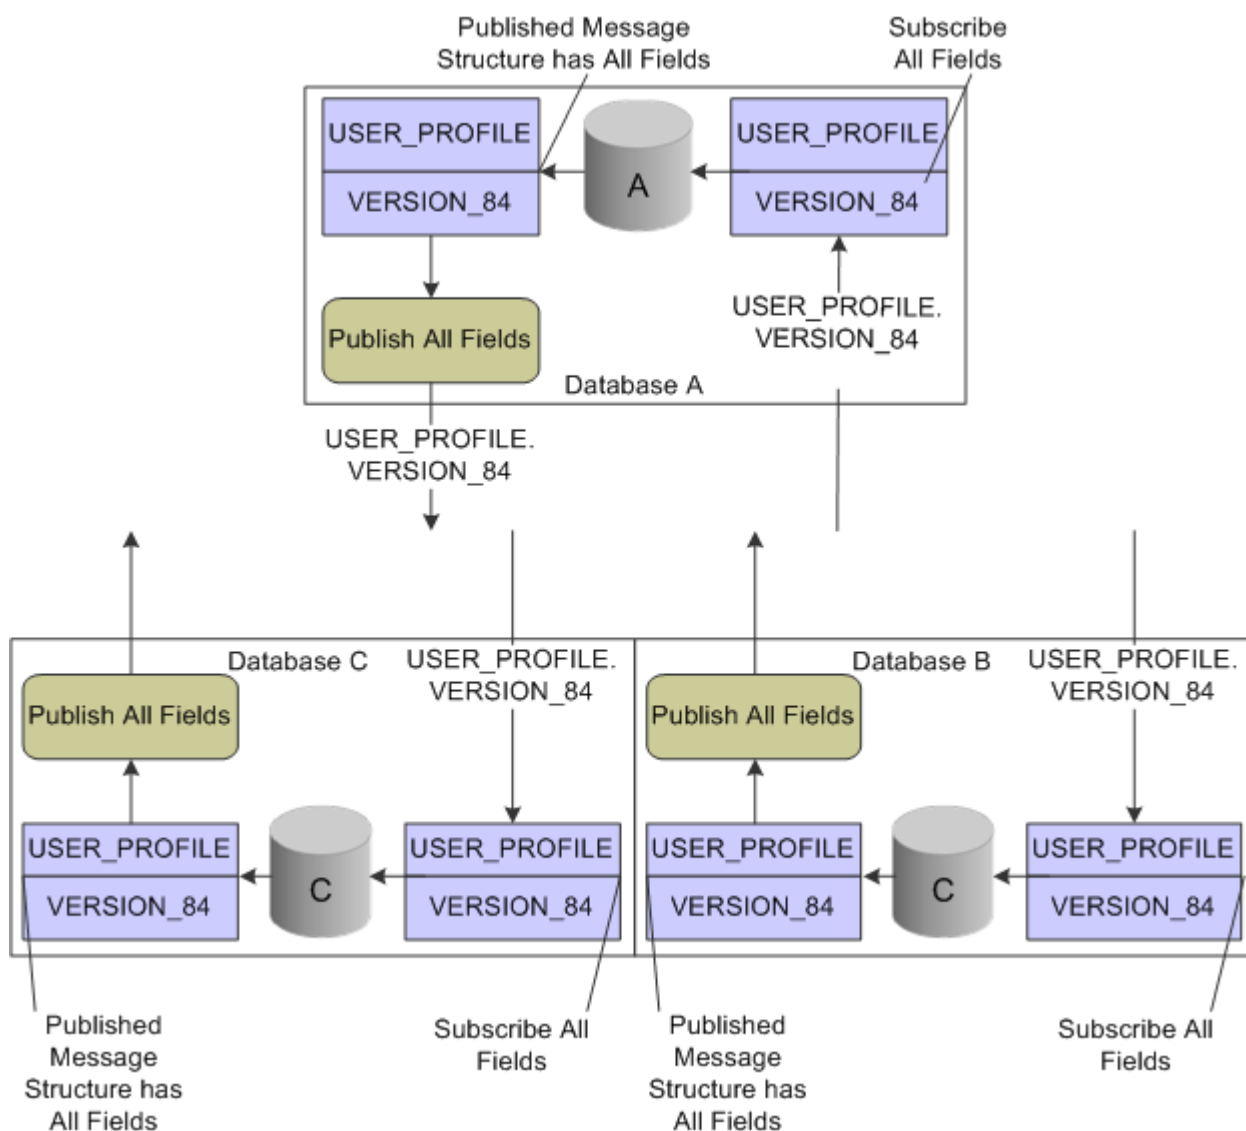 Published Message
Structure has All Fields
Subscribe
All Fields
USER_PROFILE
VERSION_84
A
USER_PROFILE
VERSION_84
USER_PROFILE.
VERSION_84
Publish All Fields
Database A
USER_PROFILE.
VERSION_84
Database C
USER_PROFILE.
VERSION_84
Publish All Fields
USER_PROFILE
VERSION_84
C
USER_PROFILE
VERSION_84
Published
Message
Structure has
All Fields
Subscribe All
Fields
Database B
USER_PROFILE.
VERSION_84
Publish All Fields
USER_PROFILE
VERSION_84
C
USER_PROFILE
VERSION_84
Published
Message
Structure has
All Fields
Subscribe All
Fields